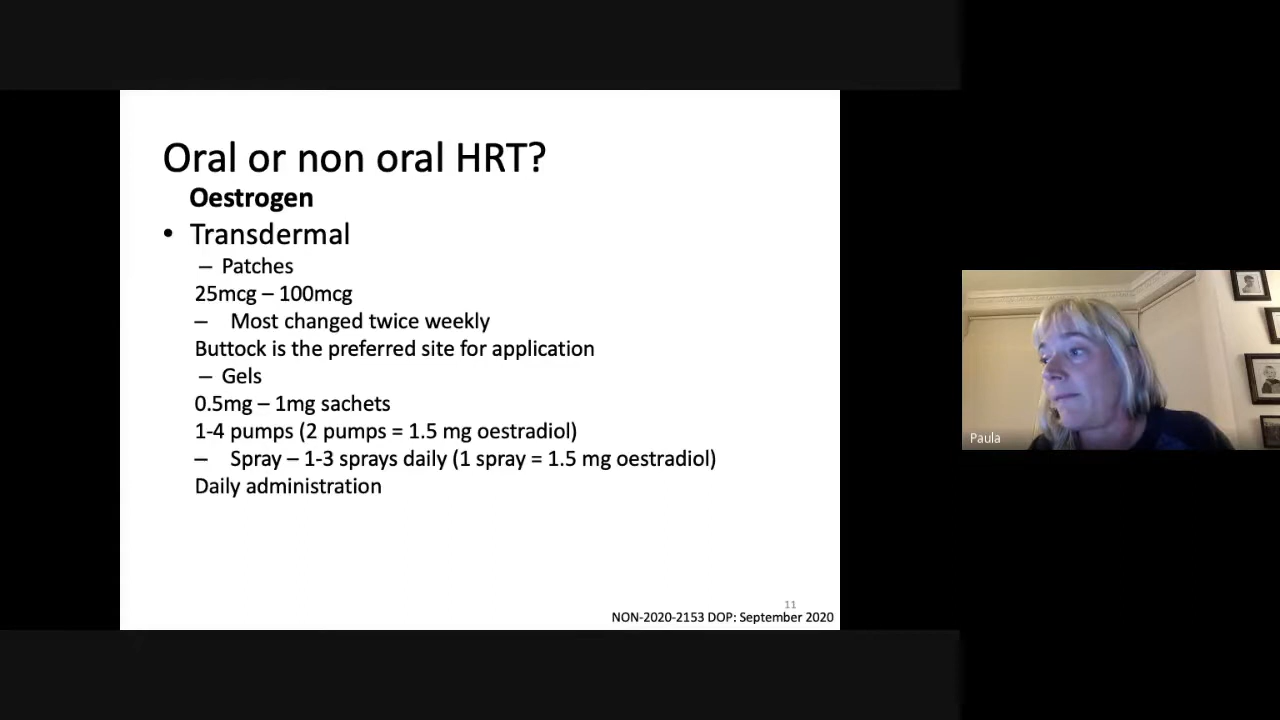 Oral or non oral HRT?
Oestrogen
• Transdermal
– Patches
25mcg – 100mcg
– Most changed twice weekly
Buttock is the preferred site for application
– Gels
0.5mg – 1mg sachets
1-4 pumps (2 pumps = 1.5 mg oestradiol)
– Spray – 1-3 sprays daily (1 spray = 1.5 mg oestradiol)
Daily administration
11
NON-2020-2153 DOP: September 2020
Paula